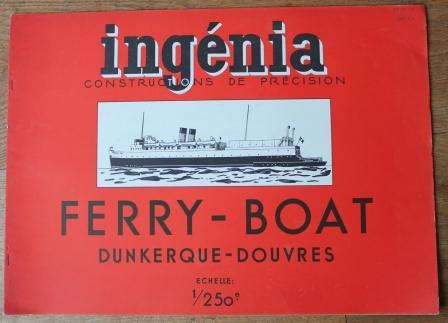 ingénia
CONSTRUCTIONS DE PRÉCISION
FERRY-BOAT
DUNKERQUE-DOUVRES
ECHELLE:
1/250e